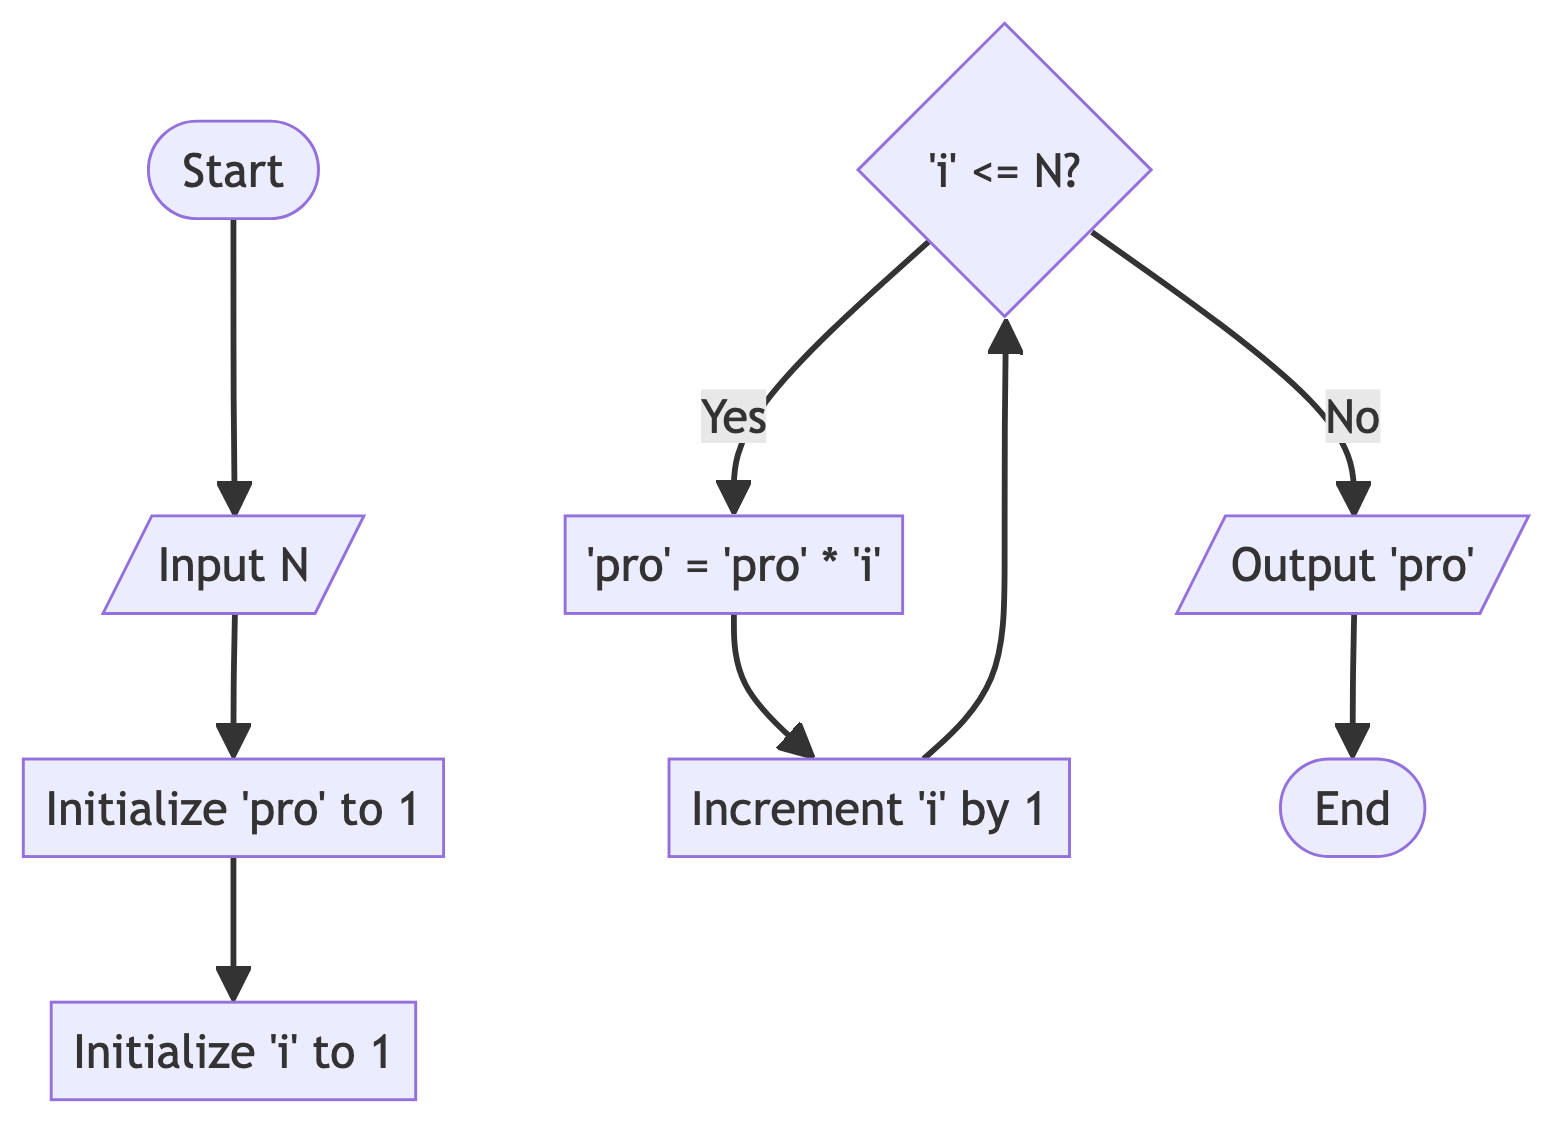 Start
Input N
Initialize 'pro' to 1
Initialize 'i' to 1
'i' <= N?
Yes
No
'pro' = 'pro' * 'i'
Increment 'i' by 1
Output 'pro'
End